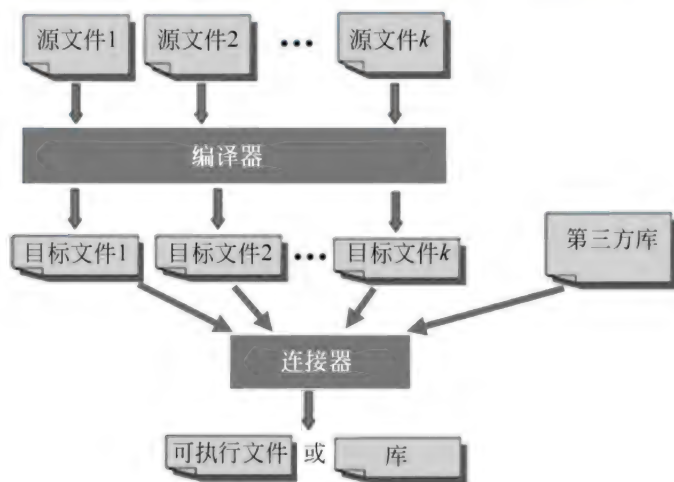 源文件1 源文件2 ••• 源文件k
编译器
目标文件1 目标文件2 ••• 目标文件k 第三方库
连接器
可执行文件 或 库